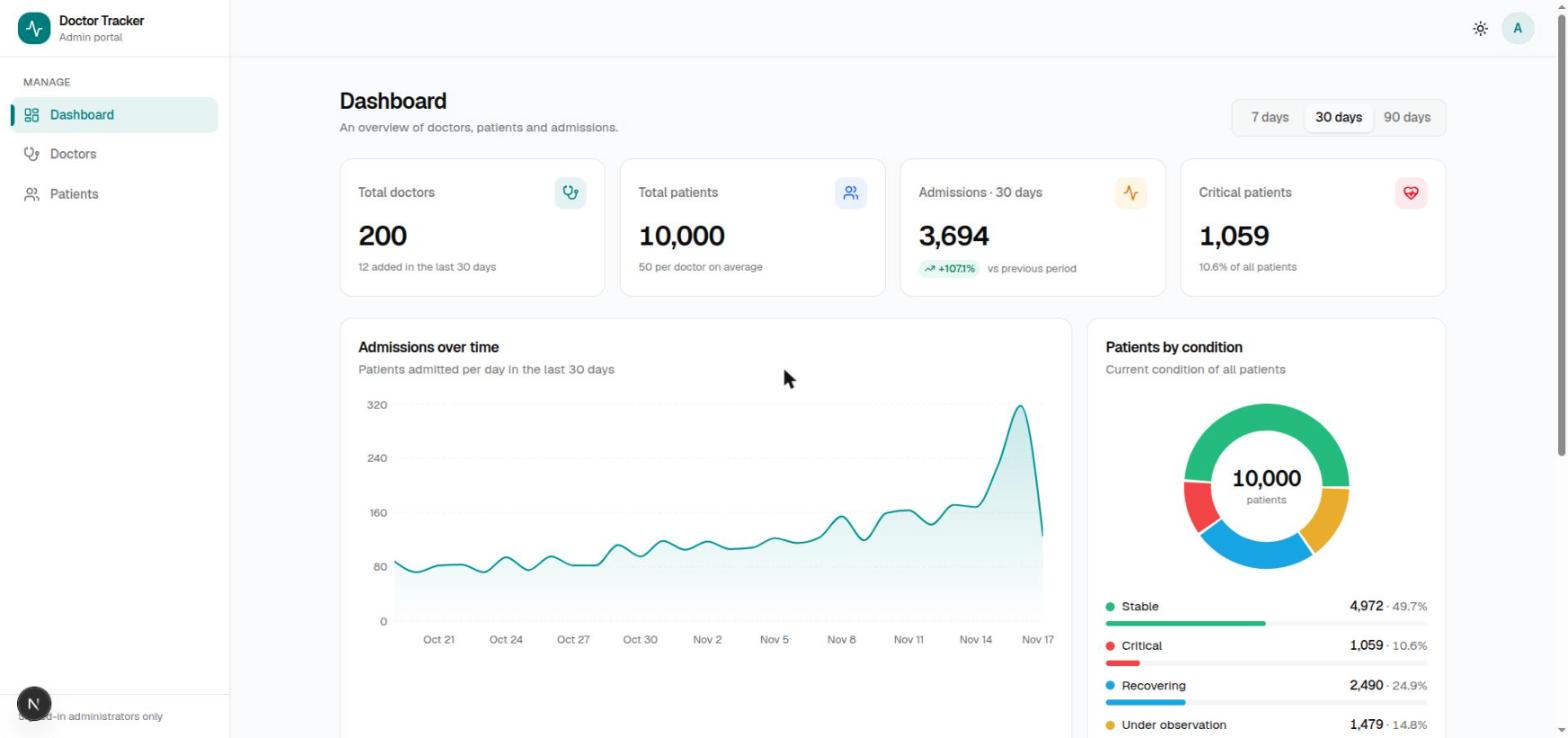 Doctor Tracker
Admin portal
A
MANAGE
Dashboard
Doctors
Patients
Dashboard
An overview of doctors, patients and admissions.
7 days
30 days
90 days
Total doctors
200
12 added in the last 30 days
Total patients
10,000
50 per doctor on average
Admissions · 30 days
3,694
+107.1% vs previous period
Critical patients
1,059
10.6% of all patients
Admissions over time
Patients admitted per day in the last 30 days
320
240
160
80
0
Oct 21
Oct 24
Oct 27
Oct 30
Nov 2
Nov 5
Nov 8
Nov 11
Nov 14
Nov 17
Patients by condition
Current condition of all patients
10,000
patients
Stable 4,972 · 49.7%
Critical 1,059 · 10.6%
Recovering 2,490 · 24.9%
Under observation 1,479 · 14.8%
N
in administrators only